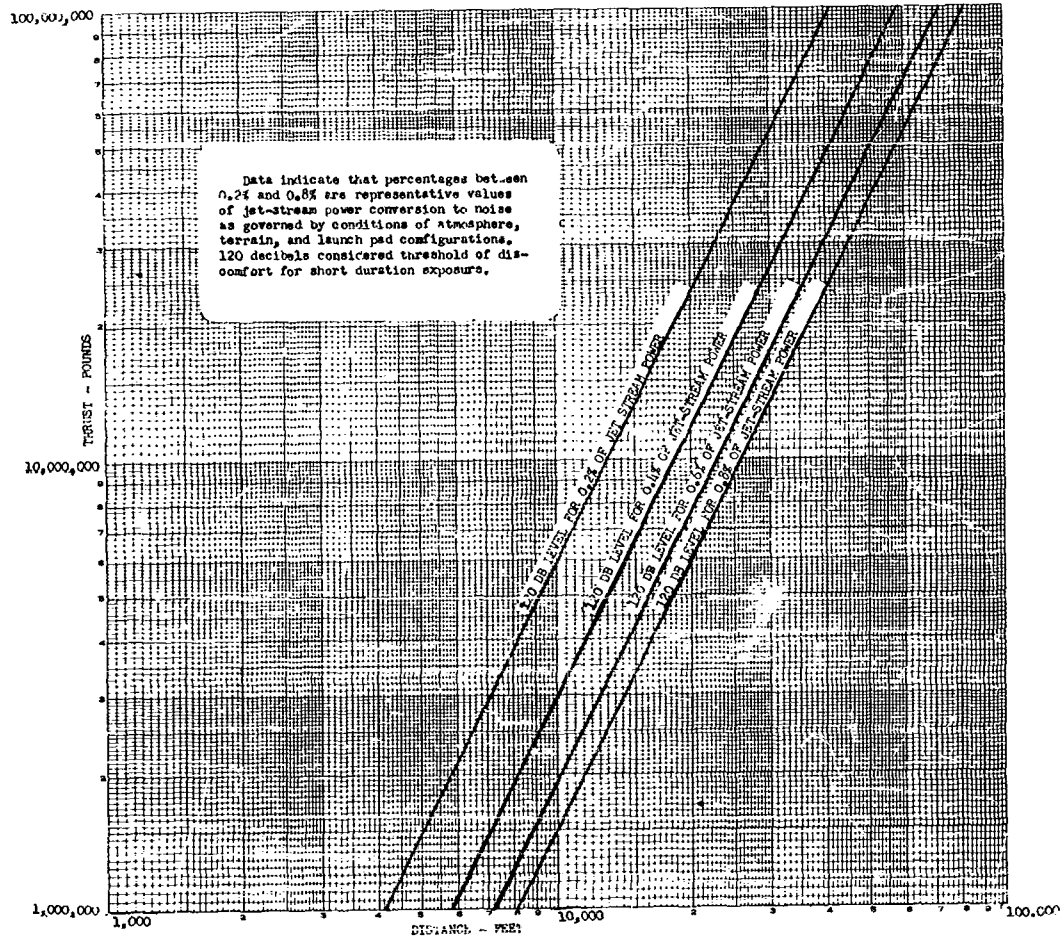 100,000,000
Data indicate that percentages between
0.2% and 0.8% are representative values
of jet-stream power conversion to noise
as governed by conditions of atmosphere,
terrain, and launch pad configurations.
120 decibels considered threshold of dis-
comfort for short duration exposure.
THRUST - POUNDS
10,000,000
1,000,000
120 DB LEVEL FOR 0.2% OF JET STREAM POWER
120 DB LEVEL FOR 0.4% OF JET-STREAM POWER
120 DB LEVEL FOR 0.6% OF JET-STREAM POWER
120 DB LEVEL FOR 0.8% OF JET-STREAM POWER
1,000
10,000
100,000
DISTANCE - FEET